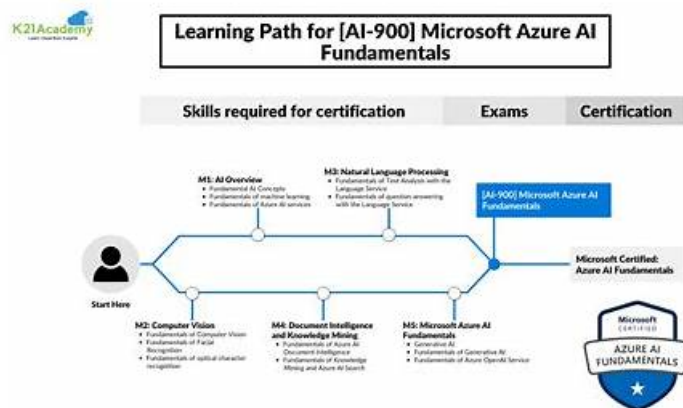 K21Academy
Learn Cloud from Experts
Learning Path for [AI-900] Microsoft Azure AI
Fundamentals
Skills required for certification
Exams
Certification
M1: AI Overview
• Fundamental AI Concepts
• Fundamentals of machine learning
• Fundamentals of Azure AI services
M3: Natural Language Processing
• Fundamentals of Text Analysis with the
Language Service
• Fundamentals of question answering
with the Language Service
[AI-900] Microsoft Azure AI
Fundamentals
Start Here
Microsoft Certified:
Azure AI Fundamentals
M2: Computer Vision
• Fundamentals of Computer Vision
• Fundamentals of Facial
Recognition
• Fundamentals of optical character
recognition
M4: Document Intelligence
and Knowledge Mining
• Fundamentals of Azure AI
Document Intelligence
• Fundamentals of Knowledge
Mining and Azure AI Search
M5: Microsoft Azure AI
Fundamentals
• Generative AI
• Fundamentals of Generative AI
• Fundamentals of Azure OpenAI Service
Microsoft
CERTIFIED
AZURE AI
FUNDAMENTALS